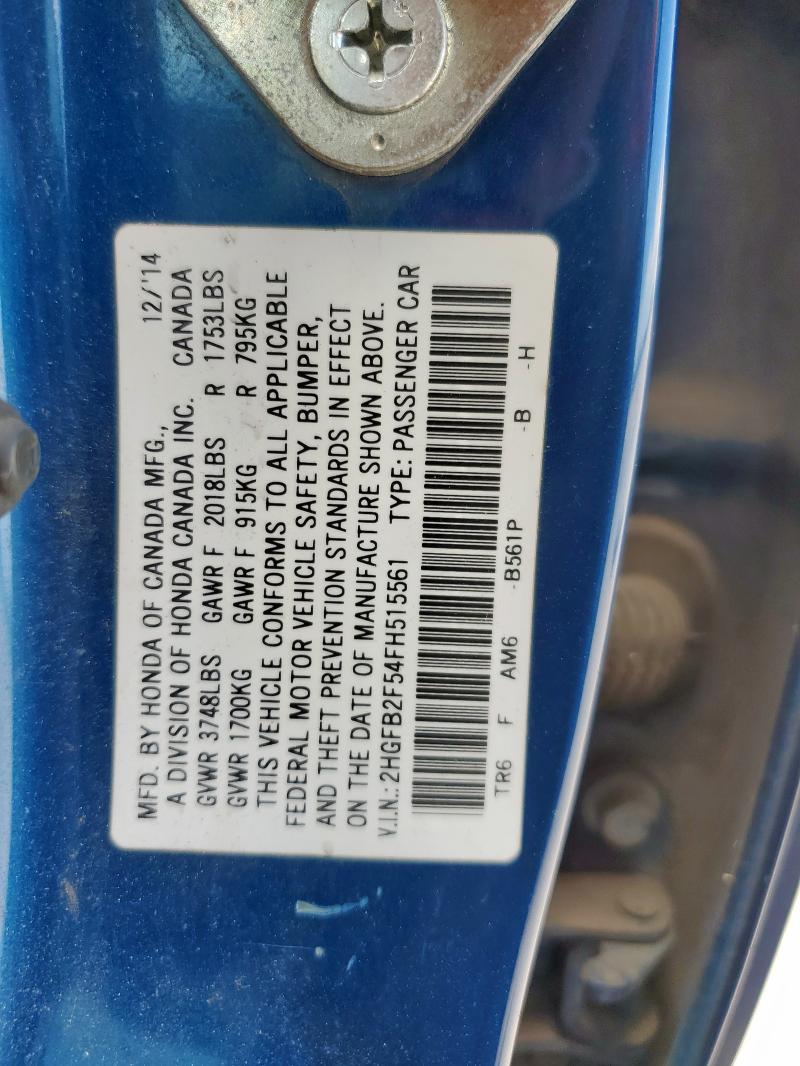 MFD. BY HONDA OF CANADA MFG., 12/'14
A DIVISION OF HONDA CANADA INC. CANADA
GVWR 3748LBS GAWR F 2018LBS R 1753LBS
GVWR 1700KG GAWR F 915KG R 795KG
THIS VEHICLE CONFORMS TO ALL APPLICABLE
FEDERAL MOTOR VEHICLE SAFETY, BUMPER,
AND THEFT PREVENTION STANDARDS IN EFFECT
ON THE DATE OF MANUFACTURE SHOWN ABOVE.
V.I.N.: 2HGFB2F54FH515561 TYPE: PASSENGER CAR
TR6 F AM6 -B561P -B -H